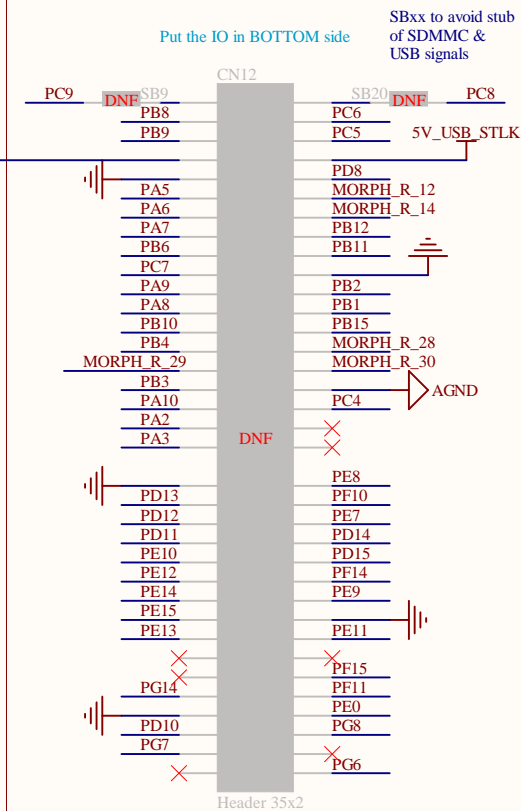 Put the IO in BOTTOM side
SBxx to avoid stub
of SDMMC &
USB signals
CN12
PC9 DNF SB9 SB20 DNF PC8
PB8 PC6
PB9 PC5 5V_USB_STLK
PD8
PA5 MORPH_R_12
PA6 MORPH_R_14
PA7 PB12
PB6 PB11
PC7
PA9 PB2
PA8 PB1
PB10 PB15
PB4 MORPH_R_28
MORPH_R_29 MORPH_R_30
PB3 AGND
PA10 PC4
PA2
PA3 DNF
PE8
PD13 PF10
PD12 PE7
PD11 PD14
PE10 PD15
PE12 PF14
PE14 PE9
PE15
PE13 PE11
PF15
PG14 PF11
PE0
PD10 PG8
PG7
PG6
Header 35x2